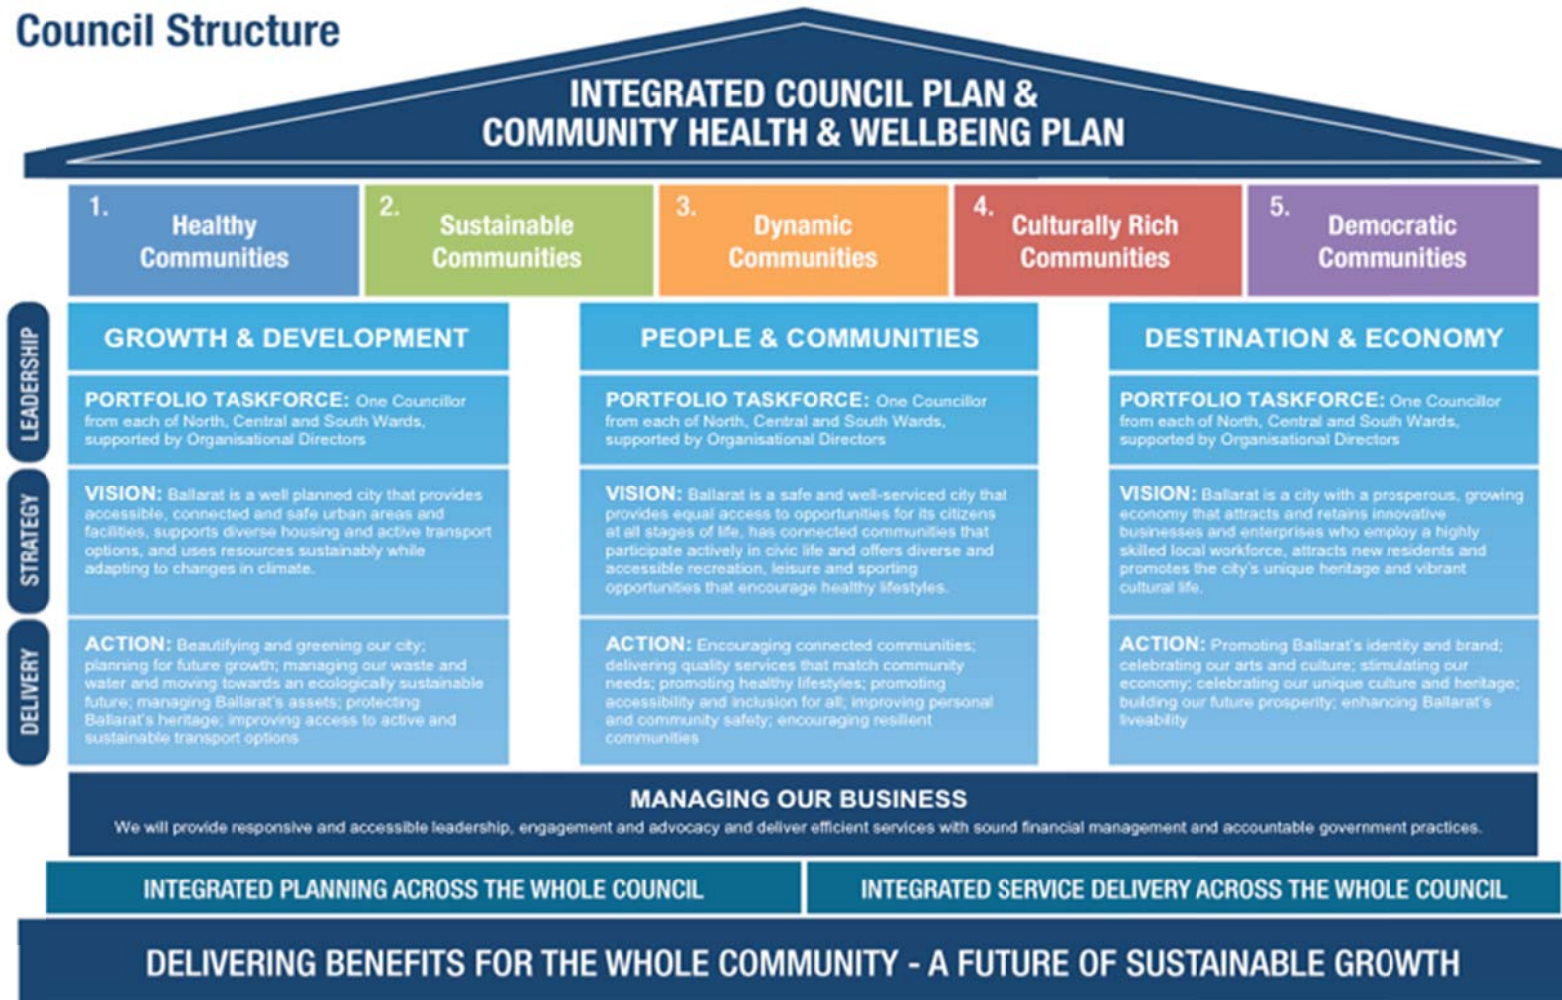 Council Structure
INTEGRATED COUNCIL PLAN &
COMMUNITY HEALTH & WELLBEING PLAN
1.
Healthy
Communities
2.
Sustainable
Communities
3.
Dynamic
Communities
4.
Culturally Rich
Communities
5.
Democratic
Communities
LEADERSHIP
GROWTH & DEVELOPMENT
PORTFOLIO TASKFORCE: One Councillor
from each of North, Central and South Wards,
supported by Organisational Directors
PEOPLE & COMMUNITIES
PORTFOLIO TASKFORCE: One Councillor
from each of North, Central and South Wards,
supported by Organisational Directors
DESTINATION & ECONOMY
PORTFOLIO TASKFORCE: One Councillor
from each of North, Central and South Wards,
supported by Organisational Directors
STRATEGY
VISION: Ballarat is a well planned city that provides
accessible, connected and safe urban areas and
facilities, supports diverse housing and active transport
options, and uses resources sustainably while
adapting to changes in climate.
VISION: Ballarat is a safe and well-serviced city that
provides equal access to opportunities for its citizens
at all stages of life, has connected communities that
participate actively in civic life and offers diverse and
accessible recreation, leisure and sporting
opportunities that encourage healthy lifestyles.
VISION: Ballarat is a city with a prosperous, growing
economy that attracts and retains innovative
businesses and enterprises who employ a highly
skilled local workforce, attracts new residents and
promotes the city's unique heritage and vibrant
cultural life.
DELIVERY
ACTION: Beautifying and greening our city;
planning for future growth; managing our waste and
water and moving towards an ecologically sustainable
future; managing Ballarat's assets; protecting
Ballarat's heritage; improving access to active and
sustainable transport options
ACTION: Encouraging connected communities;
delivering quality services that match community
needs; promoting healthy lifestyles; promoting
accessibility and inclusion for all; improving personal
and community safety; encouraging resilient
communities
ACTION: Promoting Ballarat's identity and brand;
celebrating our arts and culture; stimulating our
economy; celebrating our unique culture and heritage;
building our future prosperity; enhancing Ballarat's
liveability
MANAGING OUR BUSINESS
We will provide responsive and accessible leadership, engagement and advocacy and deliver efficient services with sound financial management and accountable government practices.
INTEGRATED PLANNING ACROSS THE WHOLE COUNCIL
INTEGRATED SERVICE DELIVERY ACROSS THE WHOLE COUNCIL
DELIVERING BENEFITS FOR THE WHOLE COMMUNITY - A FUTURE OF SUSTAINABLE GROWTH